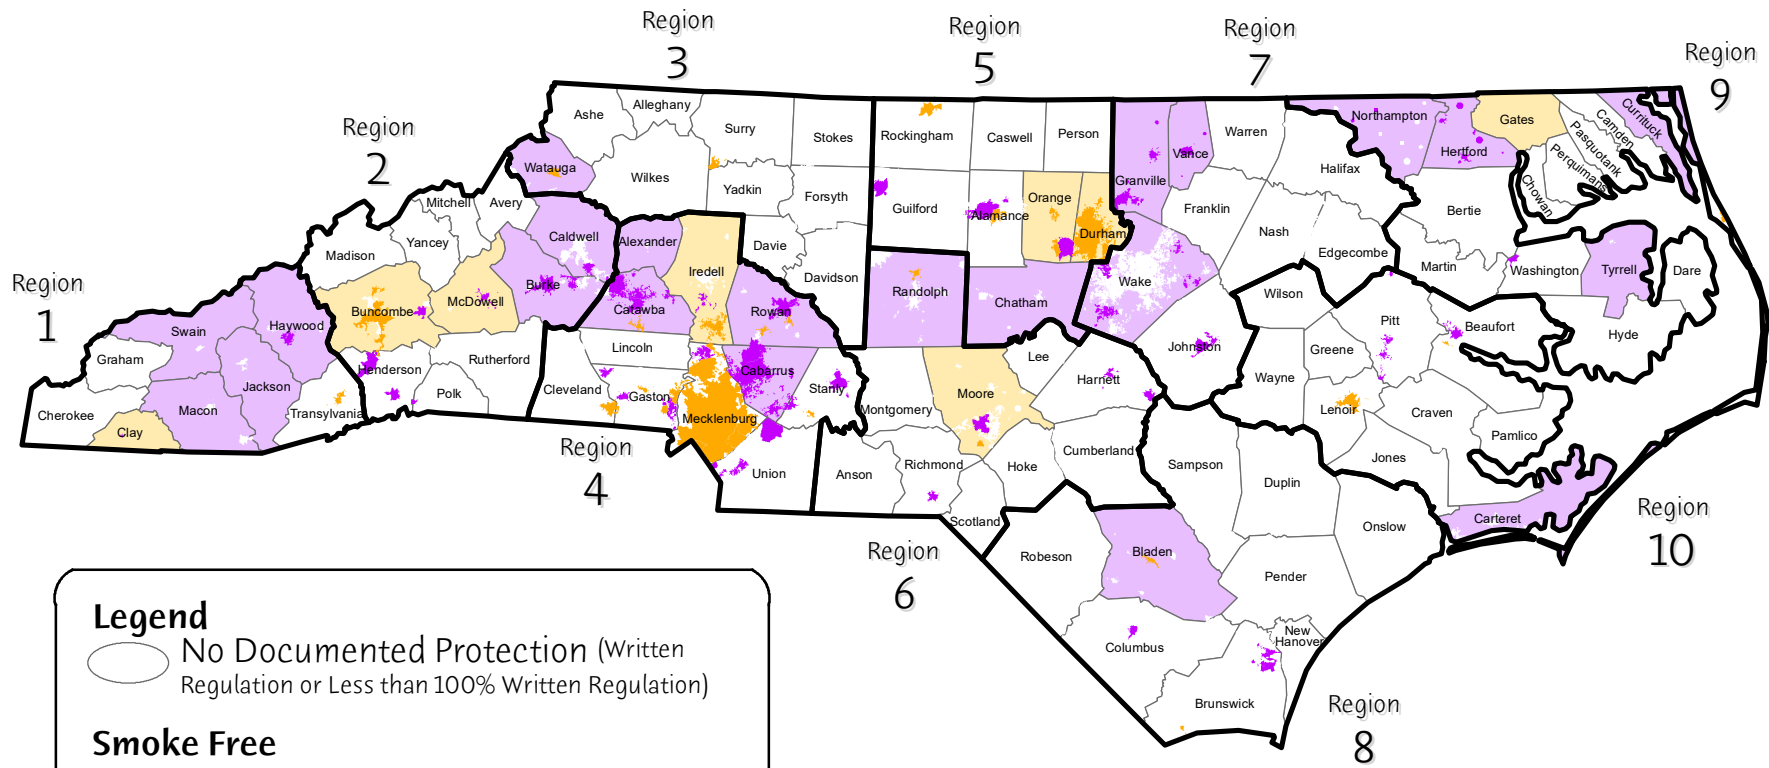 Region
3
Region
5
Region
7
Region
9
Region
2
Region
1
Ashe
Alleghany
Surry
Stokes
Rockingham
Caswell
Person
Granville
Vance
Warren
Northampton
Hertford
Gates
Currituck
Camden
Pasquotank
Perquimans
Chowan
Watauga
Wilkes
Yadkin
Forsyth
Guilford
Alamance
Orange
Durham
Franklin
Halifax
Bertie
Mitchell
Avery
Madison
Yancey
Caldwell
Alexander
Iredell
Davie
Davidson
Randolph
Chatham
Wake
Nash
Edgecombe
Martin
Washington
Tyrrell
Dare
Buncombe
McDowell
Burke
Catawba
Rowan
Swain
Haywood
Graham
Jackson
Henderson
Rutherford
Lincoln
Cabarrus
Stanly
Cherokee
Clay
Macon
Transylvania
Polk
Cleveland
Gaston
Mecklenburg
Montgomery
Moore
Lee
Harnett
Johnston
Wilson
Greene
Wayne
Pitt
Beaufort
Hyde
Lenoir
Craven
Pamlico
Jones
Union
Anson
Richmond
Hoke
Scotland
Cumberland
Sampson
Duplin
Onslow
Carteret
Robeson
Bladen
Pender
Columbus
New
Hanover
Brunswick
Region
4
Region
6
Region
8
Region
10
Legend
No Documented Protection (Written
Regulation or Less than 100% Written Regulation)
Smoke Free